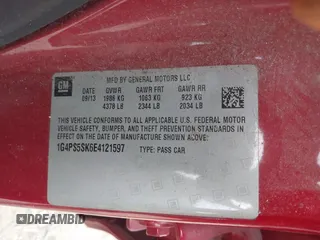 GM
MFD BY GENERAL MOTORS LLC
DATE GVWR GAWR FRT GAWR RR
09/13 1986 KG 1063 KG 923 KG
4378 LB 2344 LB 2034 LB
THIS VEHICLE CONFORMS TO ALL APPLICABLE U.S. FEDERAL MOTOR
VEHICLE SAFETY, BUMPER, AND THEFT PREVENTION STANDARDS IN
EFFECT ON THE DATE OF MANUFACTURE SHOWN ABOVE.
1G4PS5SK6E4121597 TYPE: PASS CAR
DREAMBID